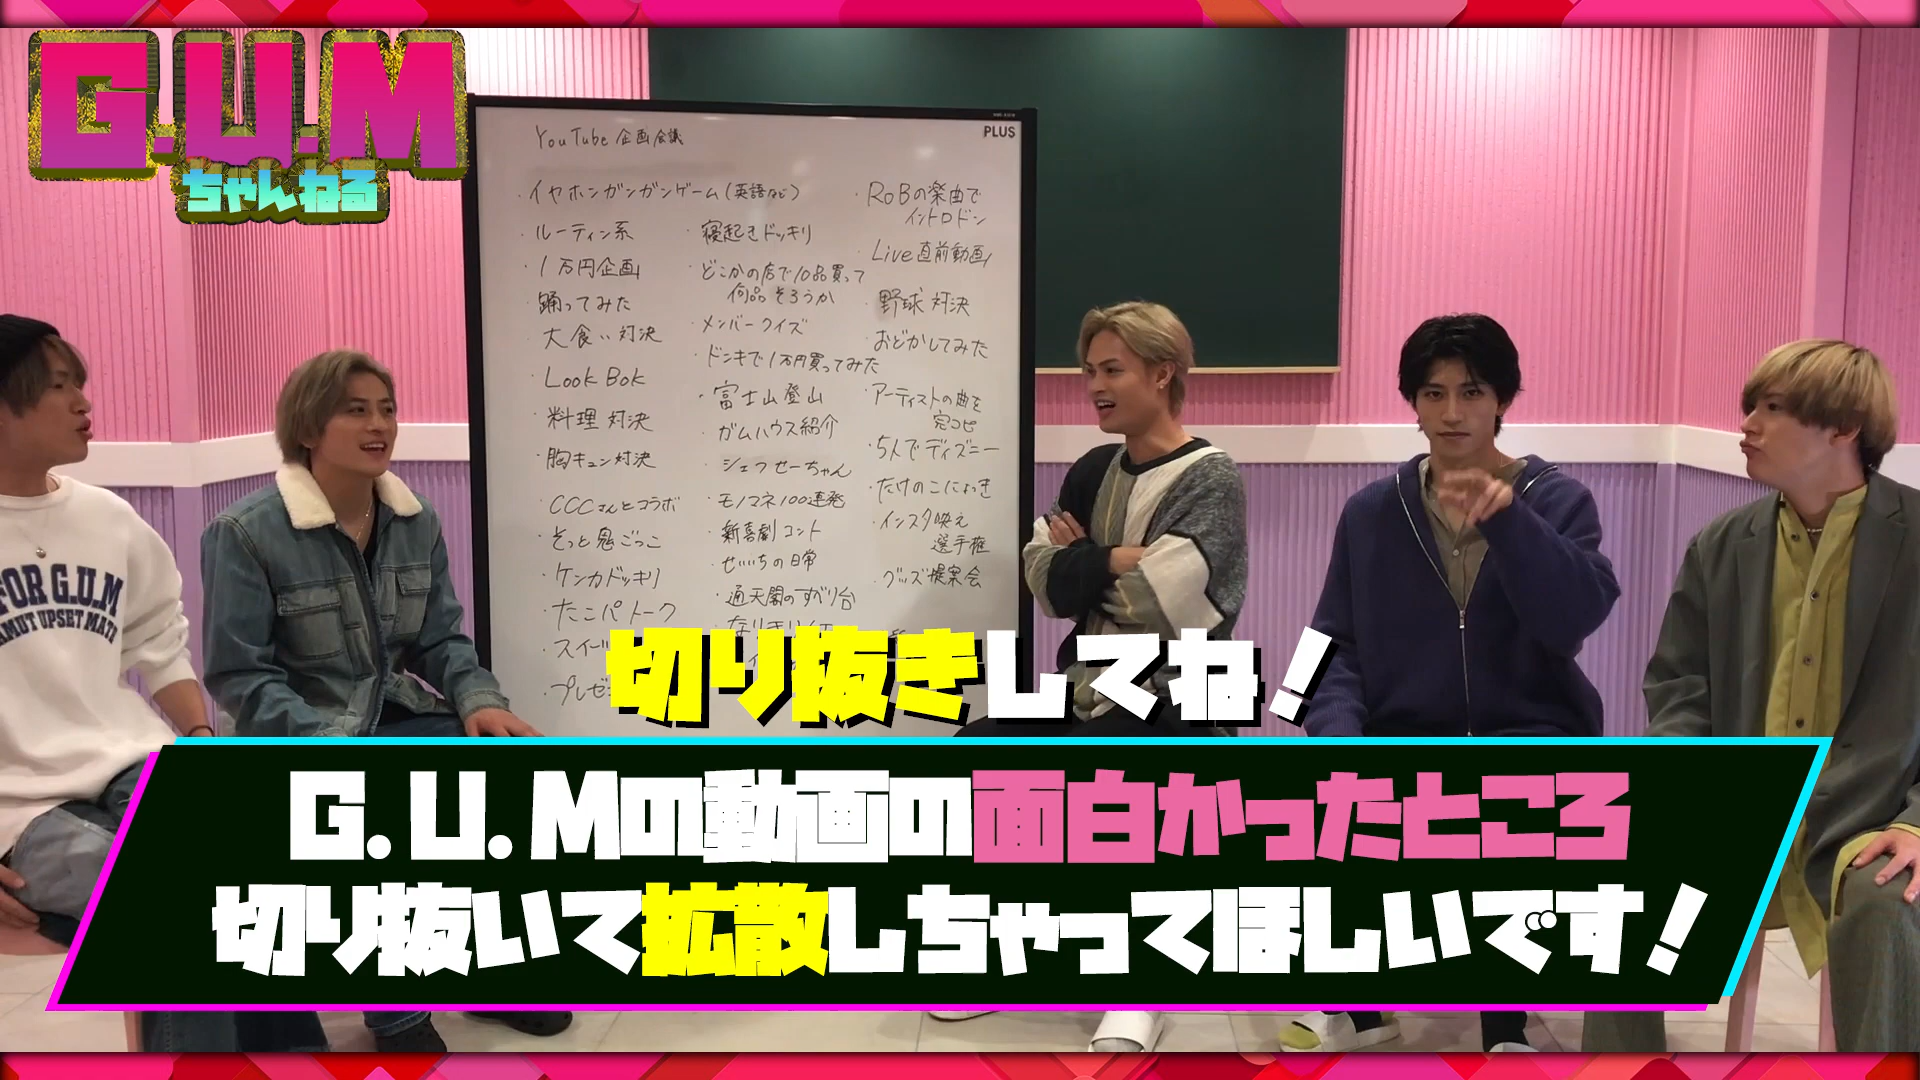 G.U.M
ちゃんねる
PLUS
YouTube 企画会議
・イヤホンガンガンゲーム(英語など)
・ルーティン系
・1万円企画
・踊ってみた
・大食い対決
・Look Bok
・料理対決
・胸キュン対決
・CCCさんとコラボ
・そっと鬼ごっこ
・ケンカドッキリ
・たこパトーク
・スイー
・プレゼ
・寝起きドッキリ
・どこかの店で10品買って
何品そろうか
・メンバークイズ
・ドンキで1万円買ってみた
・富士山登山
・ガムハウス紹介
・シェフせーちゃん
・モノマネ100連発
・新喜劇コント
・せいちの日常
・通天閣のすべり台
・なりきり
・RoBの楽曲で
イントロドン
・Live直前動画
・野球対決
・おどかしてみた
・アーティストの曲を
完コピ
・5人でディズニー
・たけのこにょっき
・インスタ映え
選手権
・グッズ提案会
FOR G.U.M
AMUT UPSET MATE
切り抜きしてね!
G.U.Mの動画の面白かったところ
切り抜いて拡散しちゃってほしいです!